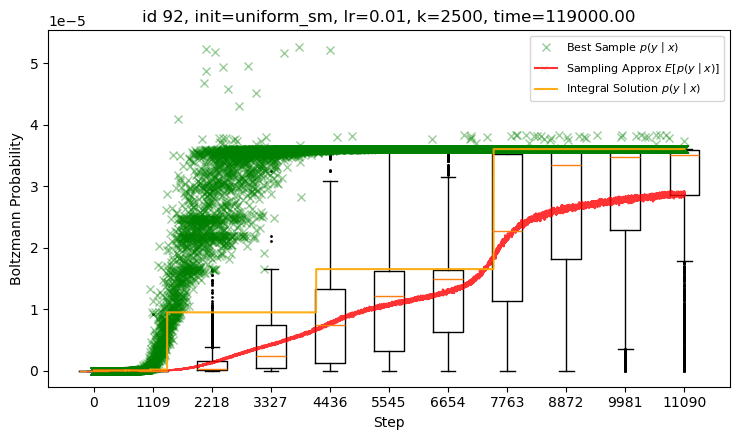 id 92, init=uniform_sm, lr=0.01, k=2500, time=119000.00
1e−5
Best Sample p(y | x)
Sampling Approx E[p(y | x)]
Integral Solution p(y | x)
5
4
3
2
1
0
Boltzmann Probability
0 1109 2218 3327 4436 5545 6654 7763 8872 9981 11090
Step